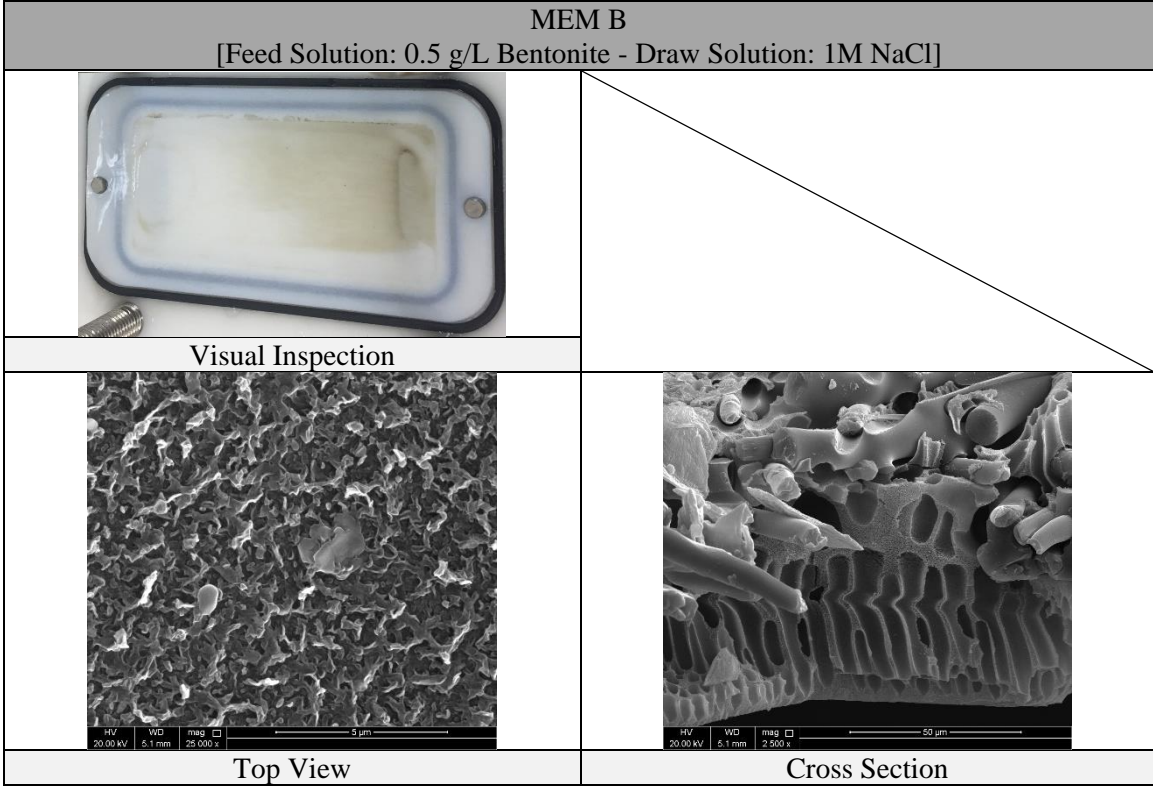 MEM B
[Feed Solution: 0.5 g/L Bentonite - Draw Solution: 1M NaCl]
Visual Inspection
HV WD mag 5 µm
20.00 kV 5.1 mm 25 000 x
HV WD mag 50 µm
20.00 kV 5.1 mm 2 500 x
Top View Cross Section